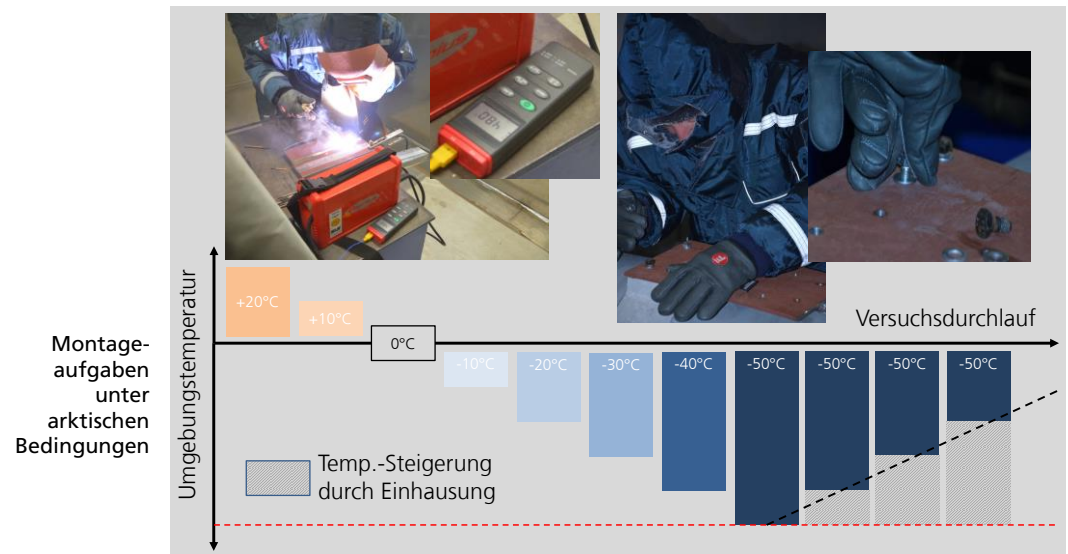 Montage-
aufgaben
unter
arktischen
Bedingungen
Umgebungstemperatur
Versuchsdurchlauf
+20°C
+10°C
0°C
-10°C
-20°C
-30°C
-40°C
-50°C
-50°C
-50°C
-50°C
Temp.-Steigerung
durch Einhausung